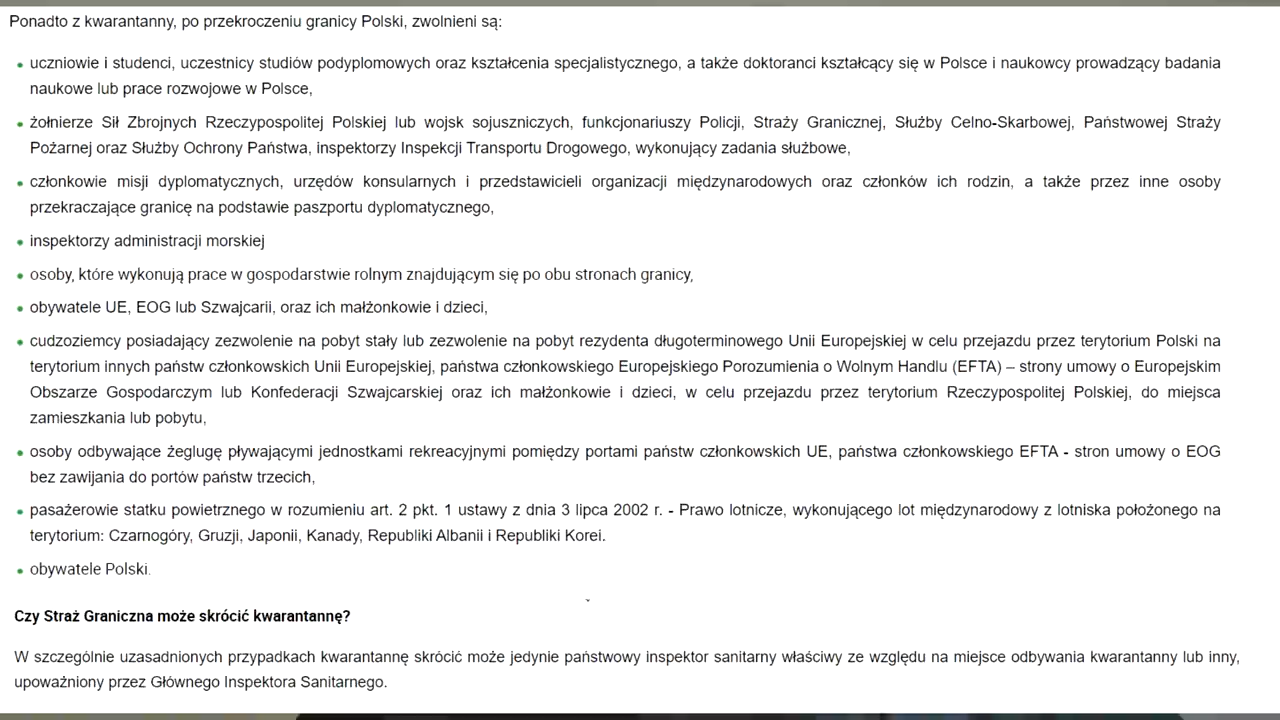 Ponadto z kwarantanny, po przekroczeniu granicy Polski, zwolnieni są:
uczniowie i studenci, uczestnicy studiów podyplomowych oraz kształcenia specjalistycznego, a także doktoranci kształcący się w Polsce i naukowcy prowadzący badania
naukowe lub prace rozwojowe w Polsce,
żołnierze Sił Zbrojnych Rzeczypospolitej Polskiej lub wojsk sojuszniczych, funkcjonariuszy Policji, Straży Granicznej, Służby Celno-Skarbowej, Państwowej Straży
Pożarnej oraz Służby Ochrony Państwa, inspektorzy Inspekcji Transportu Drogowego, wykonujący zadania służbowe,
członkowie misji dyplomatycznych, urzędów konsularnych i przedstawicieli organizacji międzynarodowych oraz członków ich rodzin, a także przez inne osoby
przekraczające granicę na podstawie paszportu dyplomatycznego,
inspektorzy administracji morskiej
osoby, które wykonują prace w gospodarstwie rolnym znajdującym się po obu stronach granicy,
obywatele UE, EOG lub Szwajcarii, oraz ich małżonkowie i dzieci,
cudzoziemcy posiadający zezwolenie na pobyt stały lub zezwolenie na pobyt rezydenta długoterminowego Unii Europejskiej w celu przejazdu przez terytorium Polski na
terytorium innych państw członkowskich Unii Europejskiej, państwa członkowskiego Europejskiego Porozumienia o Wolnym Handlu (EFTA) – strony umowy o Europejskim
Obszarze Gospodarczym lub Konfederacji Szwajcarskiej oraz ich małżonkowie i dzieci, w celu przejazdu przez terytorium Rzeczypospolitej Polskiej, do miejsca
zamieszkania lub pobytu,
osoby odbywające żeglugę pływającymi jednostkami rekreacyjnymi pomiędzy portami państw członkowskich UE, państwa członkowskiego EFTA - stron umowy o EOG
bez zawijania do portów państw trzecich,
pasażerowie statku powietrznego w rozumieniu art. 2 pkt. 1 ustawy z dnia 3 lipca 2002 r. - Prawo lotnicze, wykonującego lot międzynarodowy z lotniska położonego na
terytorium: Czarnogóry, Gruzji, Japonii, Kanady, Republiki Albanii i Republiki Korei.
obywatele Polski.
Czy Straż Graniczna może skrócić kwarantannę?
W szczególnie uzasadnionych przypadkach kwarantannę skrócić może jedynie państwowy inspektor sanitarny właściwy ze względu na miejsce odbywania kwarantanny lub inny,
upoważniony przez Głównego Inspektora Sanitarnego.